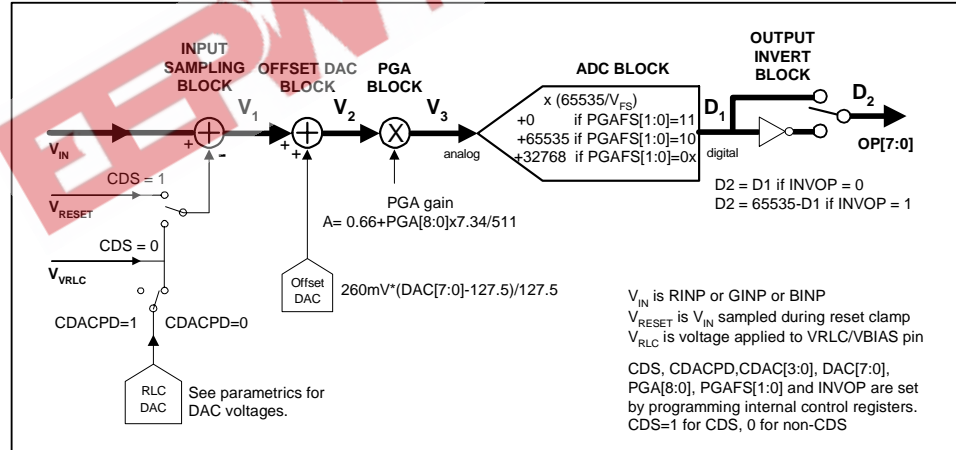 INPUT
SAMPLING
BLOCK
OFFSET DAC
BLOCK
PGA
BLOCK
ADC BLOCK
OUTPUT
INVERT
BLOCK
x (65535/VFS)
+0 if PGAFS[1:0]=11
+65535 if PGAFS[1:0]=10
+32768 if PGAFS[1:0]=0x
V1
V2
V3
D1
D2
VIN
+
-
+
+
X
analog
digital
OP[7:0]
CDS = 1
VRESET
CDS = 0
VVRLC
CDACPD=1
CDACPD=0
RLC
DAC
See parametrics for
DAC voltages.
PGA gain
A= 0.66+PGA[8:0]x7.34/511
Offset
DAC
260mV*(DAC[7:0]-127.5)/127.5
D2 = D1 if INVOP = 0
D2 = 65535-D1 if INVOP = 1
VIN is RINP or GINP or BINP
VRESET is VIN sampled during reset clamp
VRLC is voltage applied to VRLC/VBIAS pin
CDS, CDACPD,CDAC[3:0], DAC[7:0],
PGA[8:0], PGAFS[1:0] and INVOP are set
by programming internal control registers.
CDS=1 for CDS, 0 for non-CDS